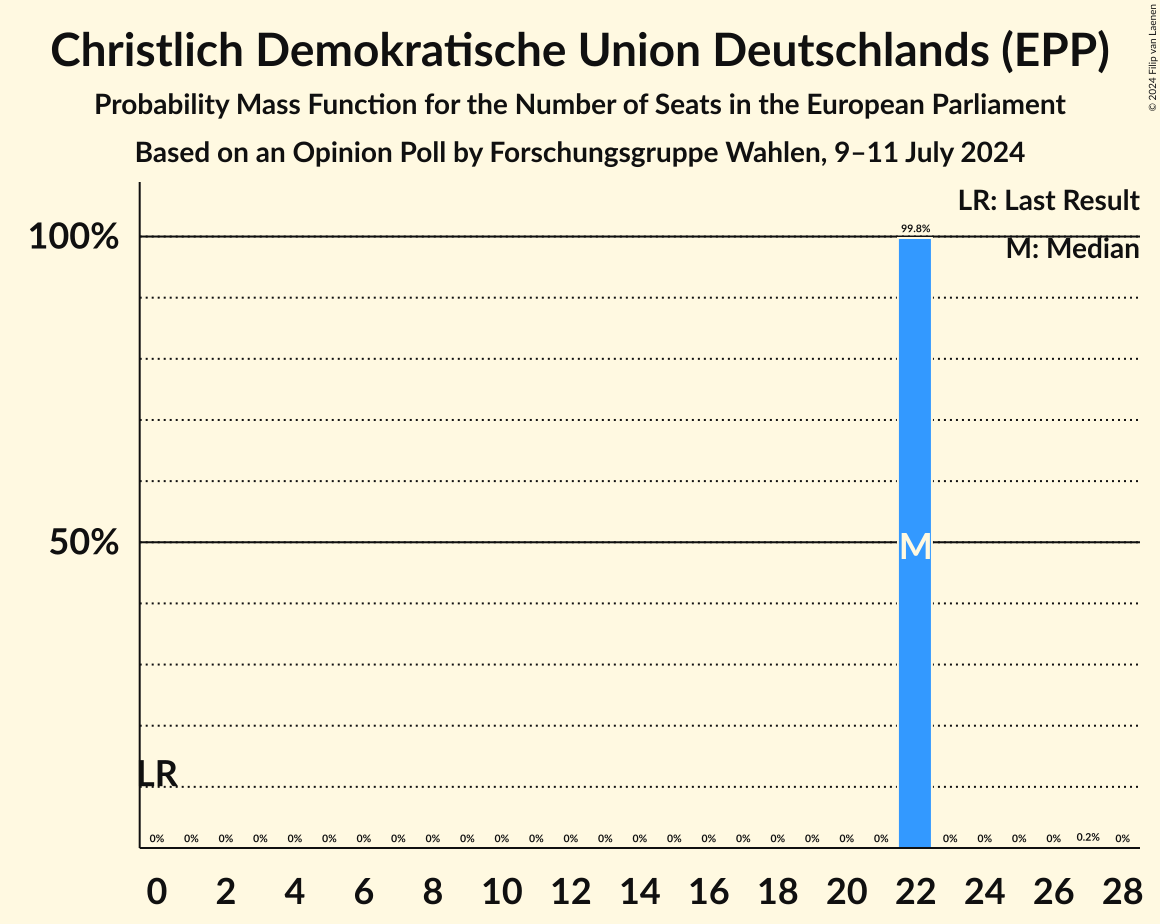 Christlich Demokratische Union Deutschlands (EPP)
Probability Mass Function for the Number of Seats in the European Parliament
Based on an Opinion Poll by Forschungsgruppe Wahlen, 9–11 July 2024
© 2024 Filip van Laenen
LR: Last Result
M: Median
100%
99.8%
50%
M
LR
0% 0% 0% 0% 0% 0% 0% 0% 0% 0% 0% 0% 0% 0% 0% 0% 0% 0% 0% 0% 0% 0% 0% 0% 0% 0% 0.2% 0%
0 2 4 6 8 10 12 14 16 18 20 22 24 26 28